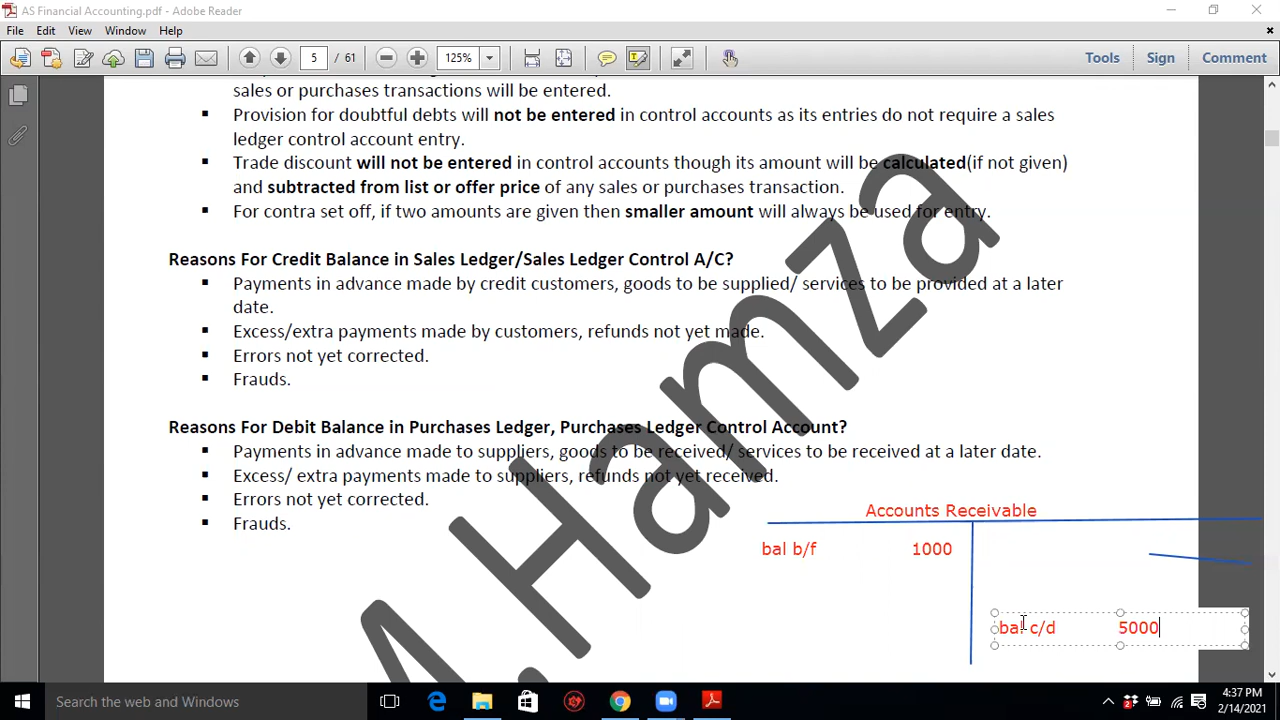 AS Financial Accounting.pdf - Adobe Reader
File Edit View Window Help
5 / 61 125% Tools Sign Comment
sales or purchases transactions will be entered.
▪ Provision for doubtful debts will not be entered in control accounts as its entries do not require a sales
ledger control account entry.
▪ Trade discount will not be entered in control accounts though its amount will be calculated(if not given)
and subtracted from list or offer price of any sales or purchases transaction.
▪ For contra set off, if two amounts are given then smaller amount will always be used for entry.
Reasons For Credit Balance in Sales Ledger/Sales Ledger Control A/C?
▪ Payments in advance made by credit customers, goods to be supplied/ services to be provided at a later
date.
▪ Excess/extra payments made by customers, refunds not yet made.
▪ Errors not yet corrected.
▪ Frauds.
Reasons For Debit Balance in Purchases Ledger, Purchases Ledger Control Account?
▪ Payments in advance made to suppliers, goods to be received/ services to be received at a later date.
▪ Excess/ extra payments made to suppliers, refunds not yet received.
▪ Errors not yet corrected.
▪ Frauds.
Accounts Receivable
bal b/f 1000
bal c/d 5000
M.Hamza
Search the web and Windows
4:37 PM
2/14/2021